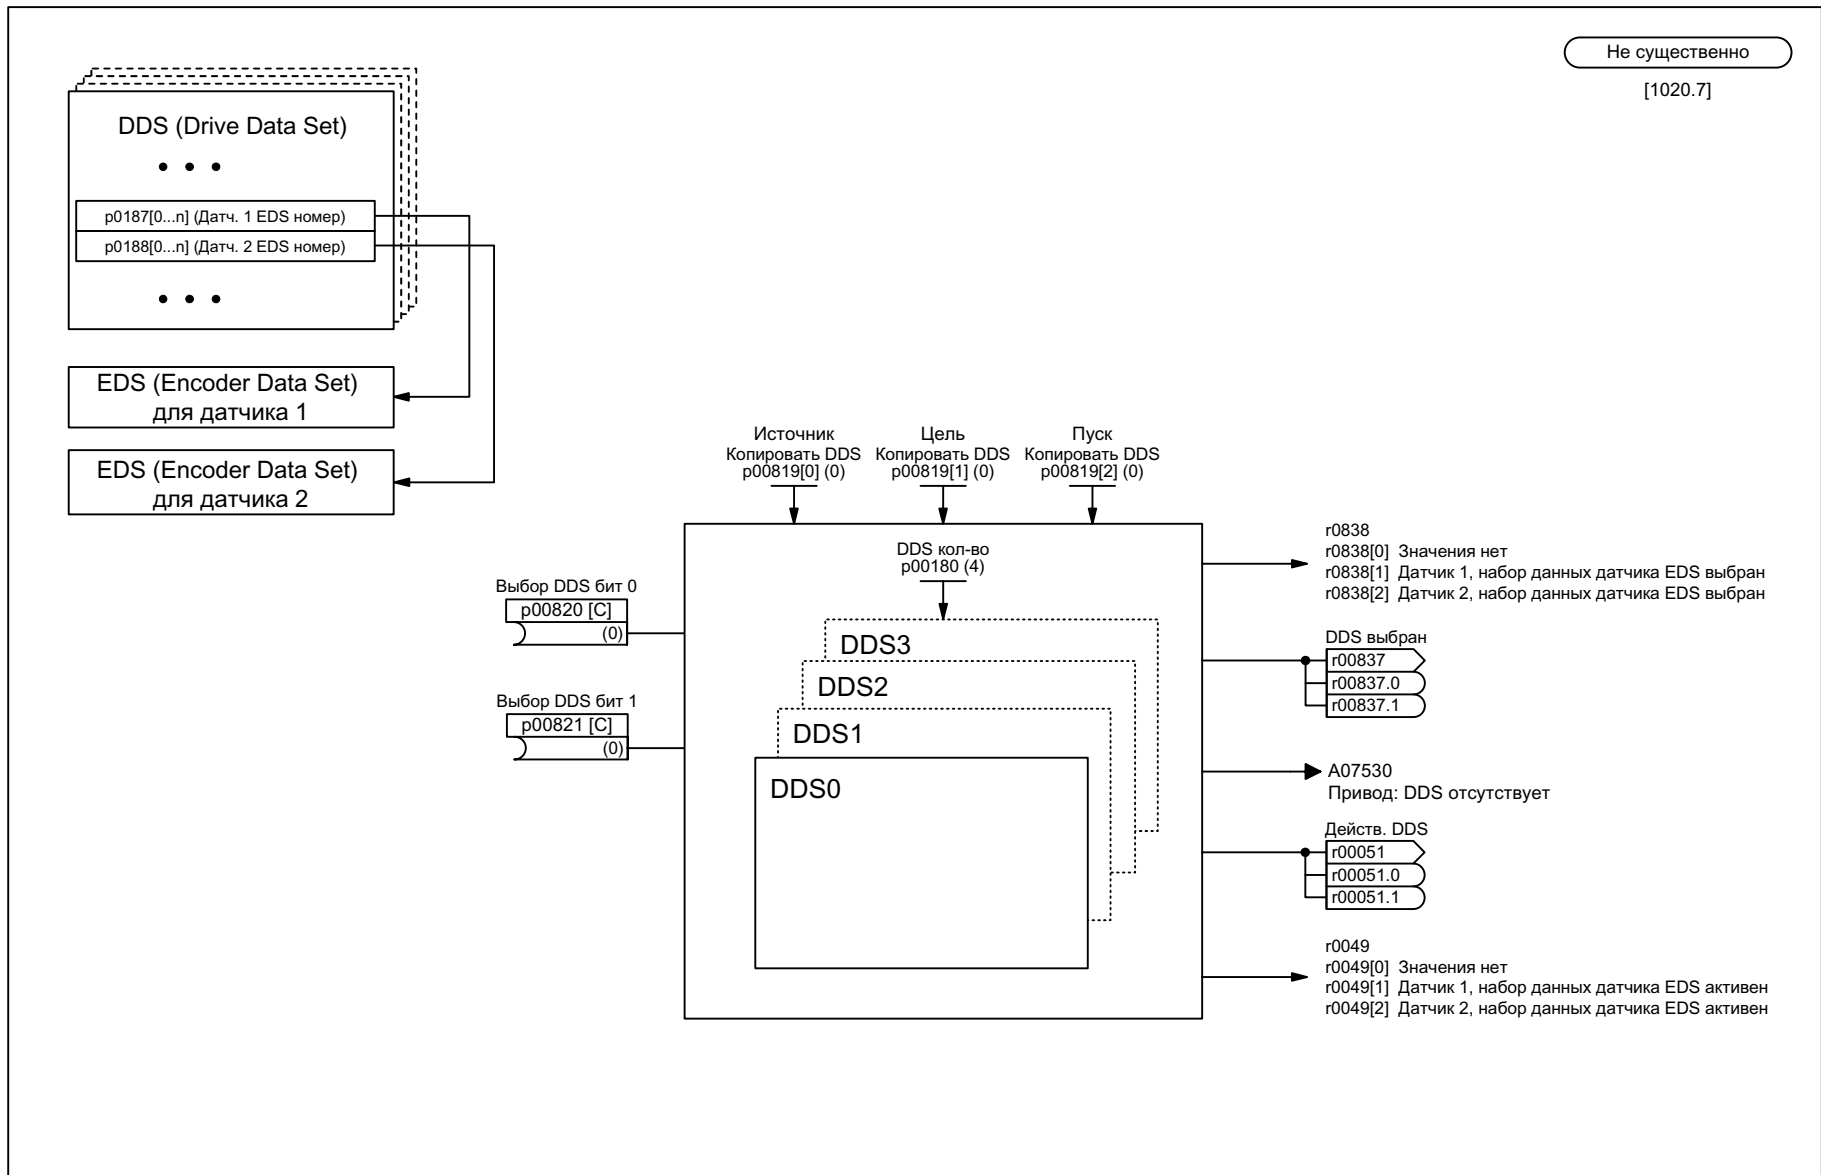 Не существенно
[1020.7]
DDS (Drive Data Set)
• • •
p0187[0...n] (Датч. 1 EDS номер)
p0188[0...n] (Датч. 2 EDS номер)
• • •
EDS (Encoder Data Set)
для датчика 1
EDS (Encoder Data Set)
для датчика 2
Источник
Копировать DDS
p00819[0] (0)
Цель
Копировать DDS
p00819[1] (0)
Пуск
Копировать DDS
p00819[2] (0)
DDS кол-во
p00180 (4)
Выбор DDS бит 0
p00820 [C]
(0)
Выбор DDS бит 1
p00821 [C]
(0)
DDS3
DDS2
DDS1
DDS0
r0838
r0838[0] Значения нет
r0838[1] Датчик 1, набор данных датчика EDS выбран
r0838[2] Датчик 2, набор данных датчика EDS выбран
DDS выбран
r00837
r00837.0
r00837.1
A07530
Привод: DDS отсутствует
Действ. DDS
r00051
r00051.0
r00051.1
r0049
r0049[0] Значения нет
r0049[1] Датчик 1, набор данных датчика EDS активен
r0049[2] Датчик 2, набор данных датчика EDS активен